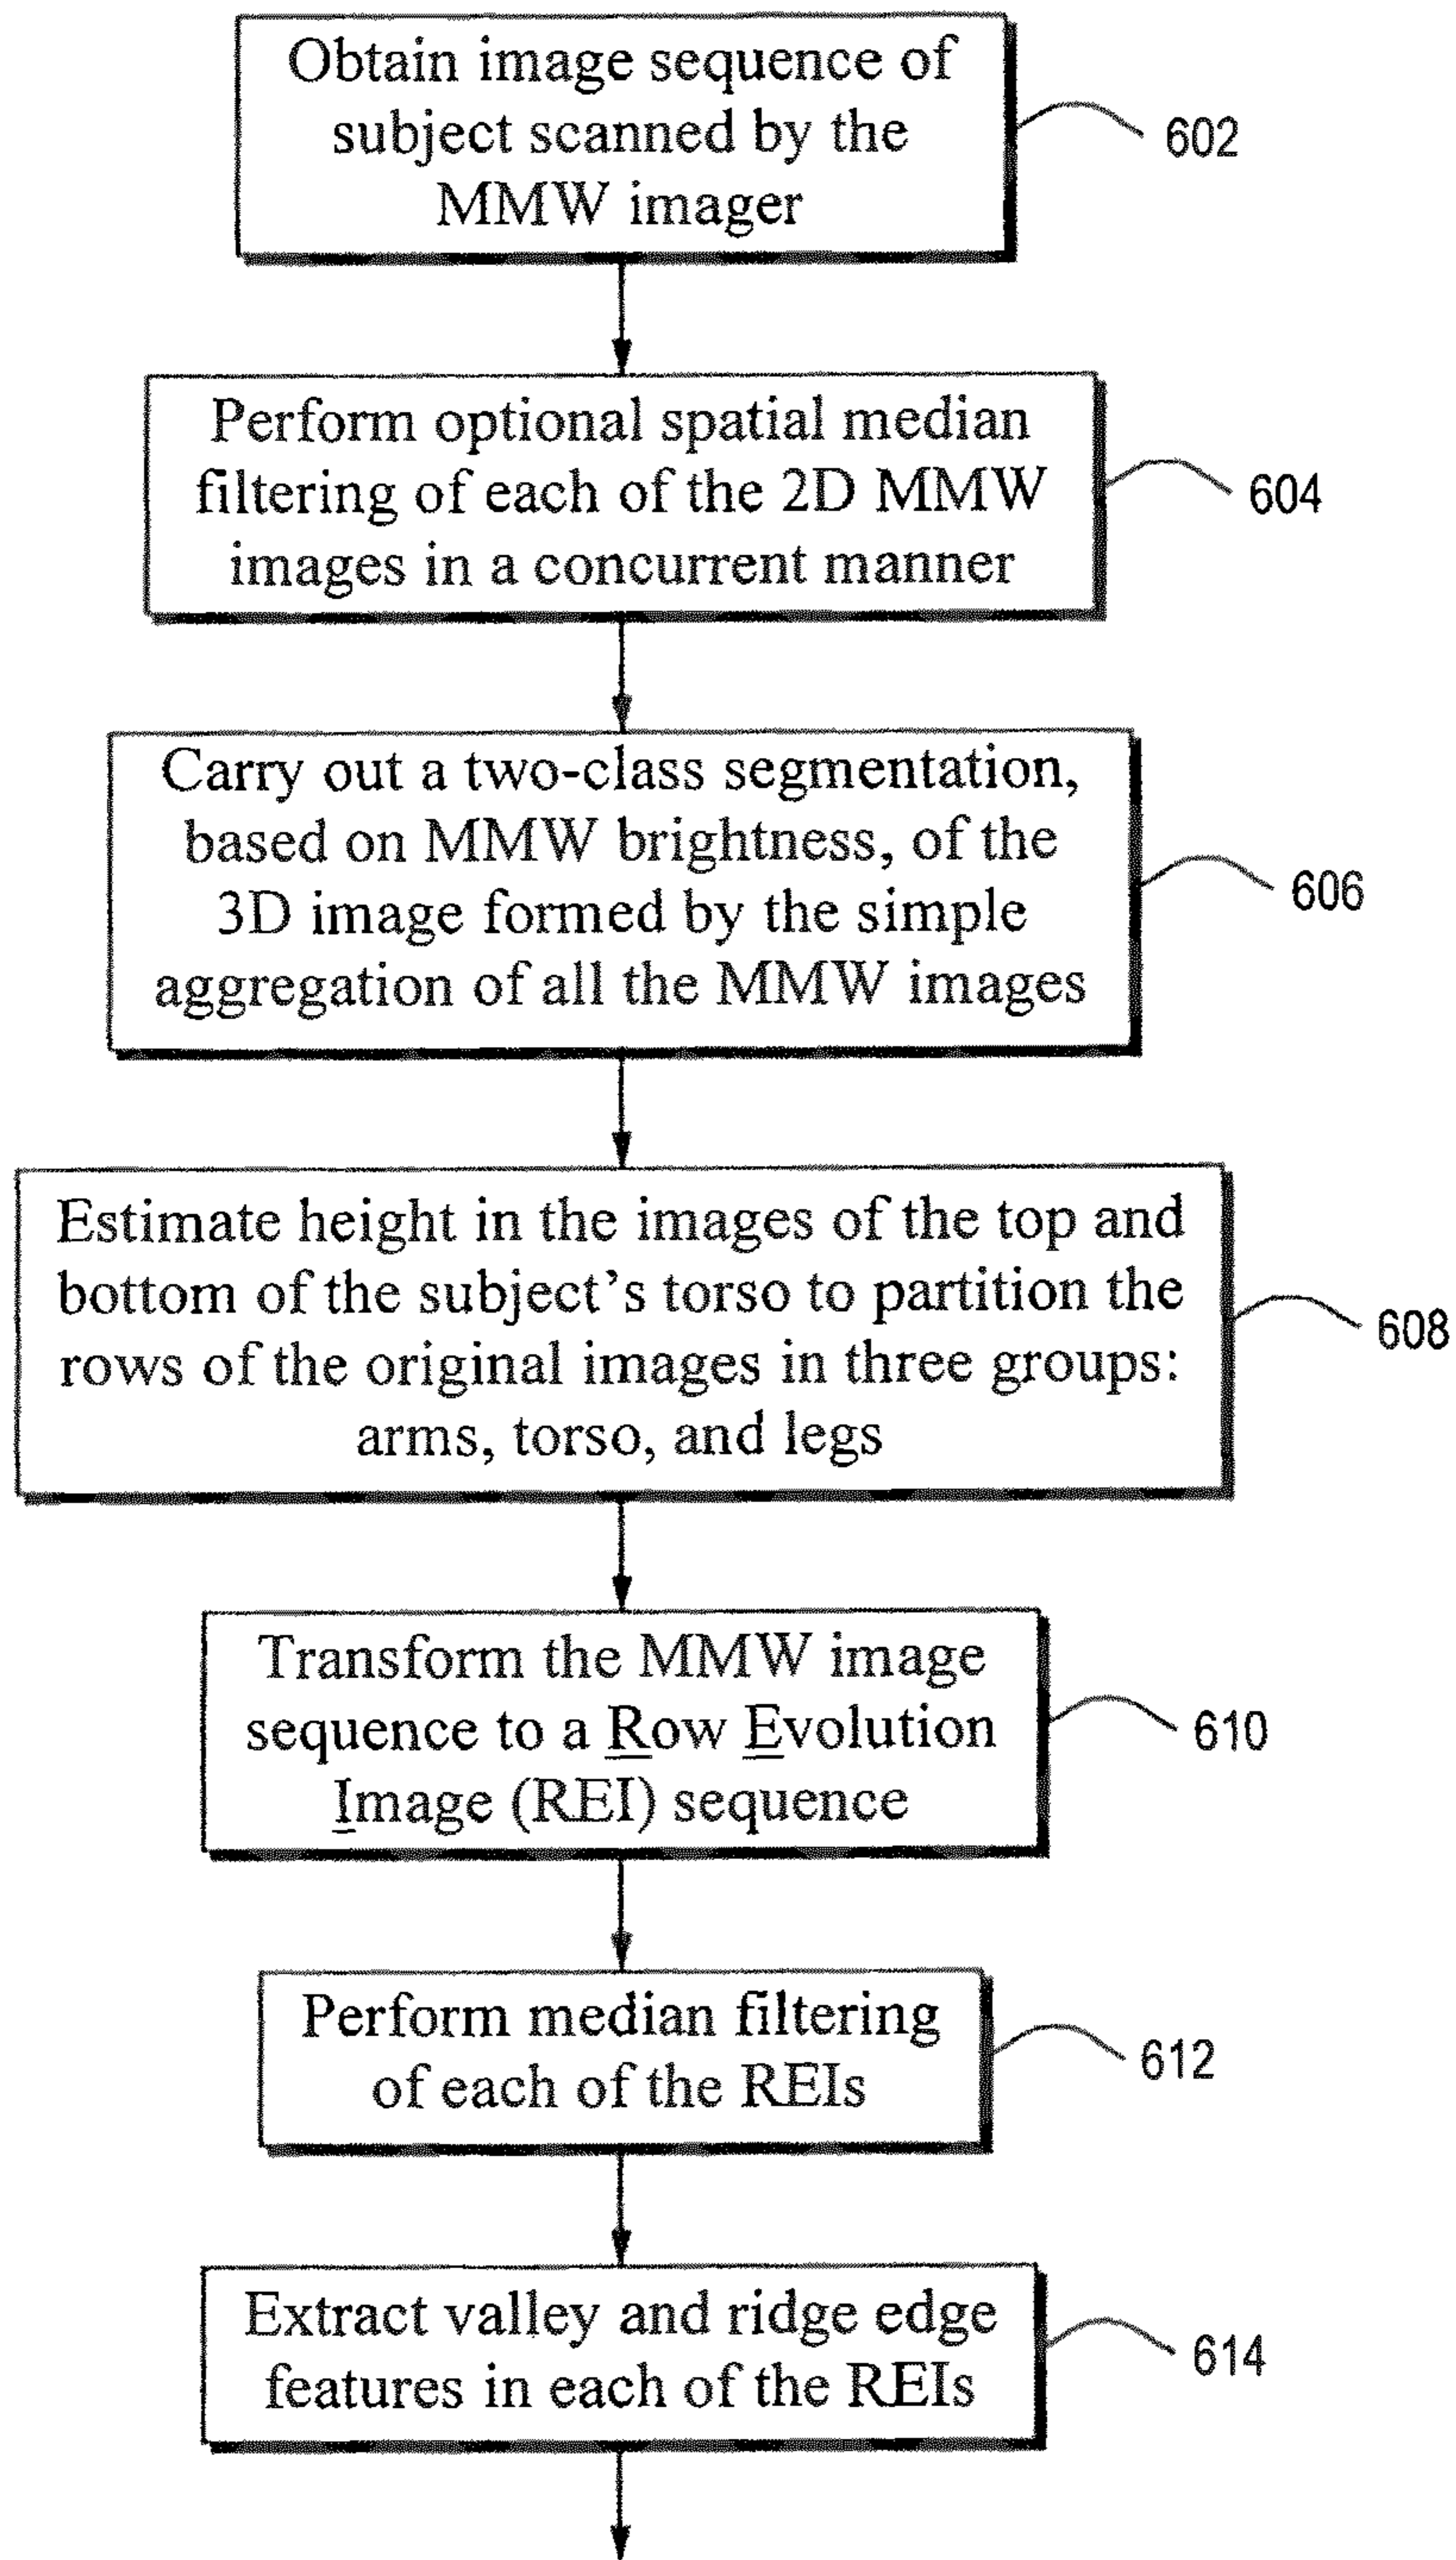 Obtain image sequence of
subject scanned by the
MMW imager
602
Perform optional spatial median
filtering of each of the 2D MMW
images in a concurrent manner
604
Carry out a two-class segmentation,
based on MMW brightness, of the
3D image formed by the simple
aggregation of all the MMW images
606
Estimate height in the images of the top and
bottom of the subject's torso to partition the
rows of the original images in three groups:
arms, torso, and legs
608
Transform the MMW image
sequence to a Row Evolution
Image (REI) sequence
610
Perform median filtering
of each of the REIs
612
Extract valley and ridge edge
features in each of the REIs
614